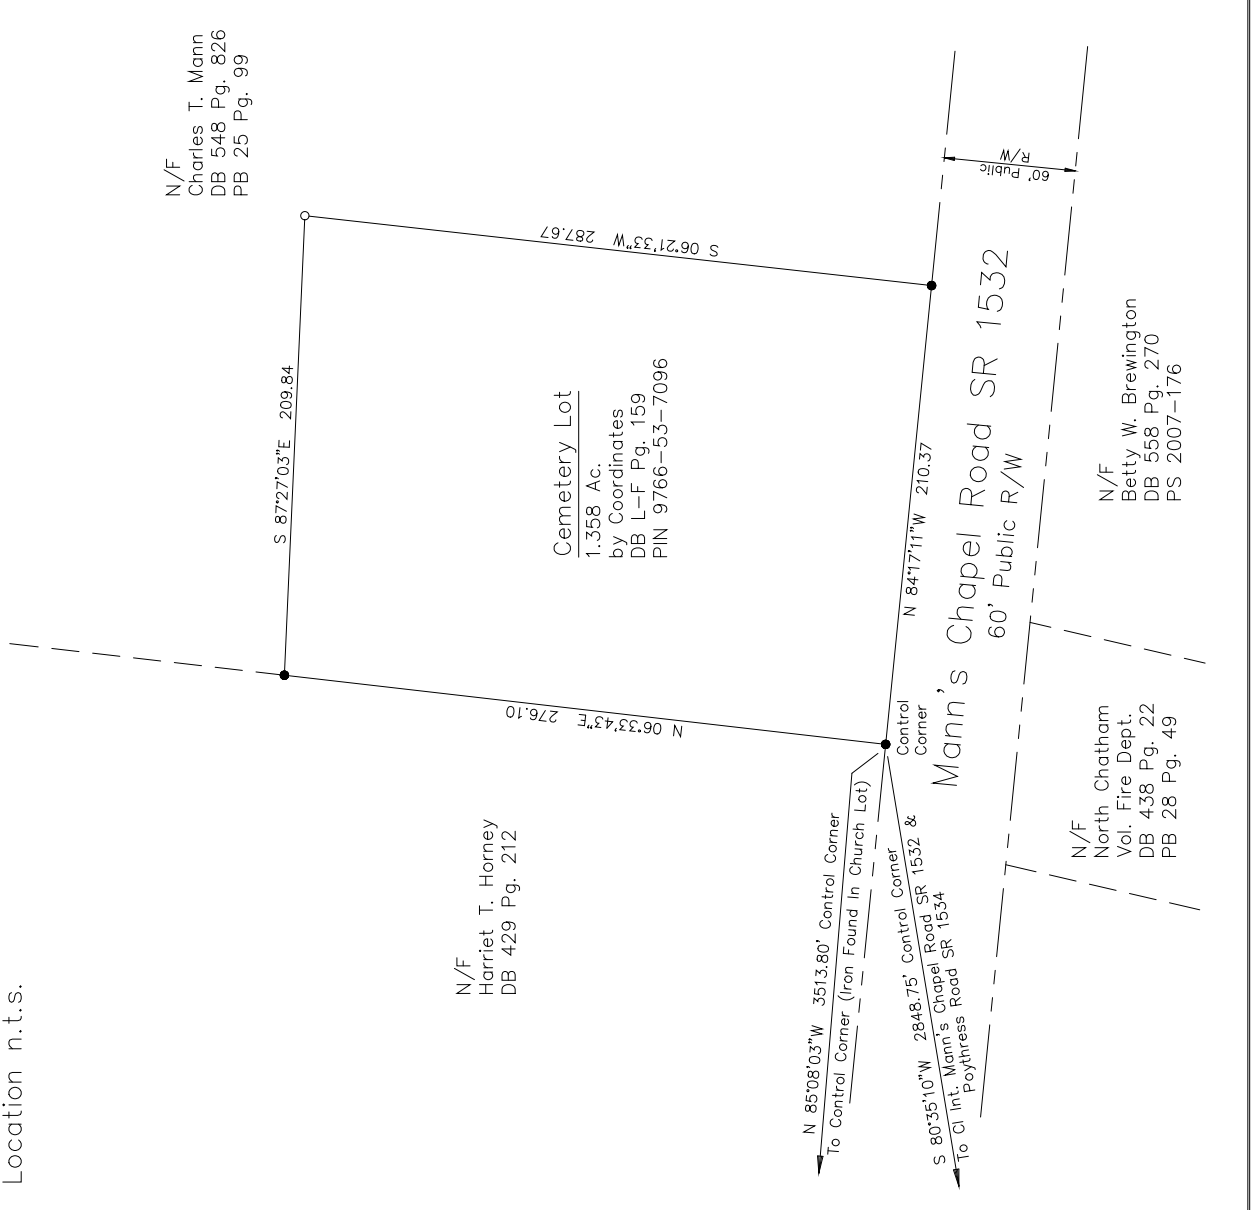 Location n.t.s.
N/F
Charles T. Mann
DB 548 Pg. 826
PB 25 Pg. 99
S 87°27'03"E 209.84
S 06°21'33"W 287.67
N 06°33'43"E 276.10
N 84°17'11"W 210.37
Cemetery Lot
1.358 Ac.
by Coordinates
DB L-F Pg. 159
PIN 9766-53-7096
N/F
Harriet T. Horney
DB 429 Pg. 212
Control
Corner
Mann's Chapel Road SR 1532
60' Public R/W
60' Public
R/W
N 85°08'03"W 3513.80' Control Corner
To Control Corner (Iron Found In Church Lot)
S 80°35'10"W 2848.75' Control Corner
To Cl Int. Mann's Chapel Road SR 1532 &
Poythress Road SR 1534
N/F
North Chatham
Vol. Fire Dept.
DB 438 Pg. 22
PB 28 Pg. 49
N/F
Betty W. Brewington
DB 558 Pg. 270
PS 2007-176